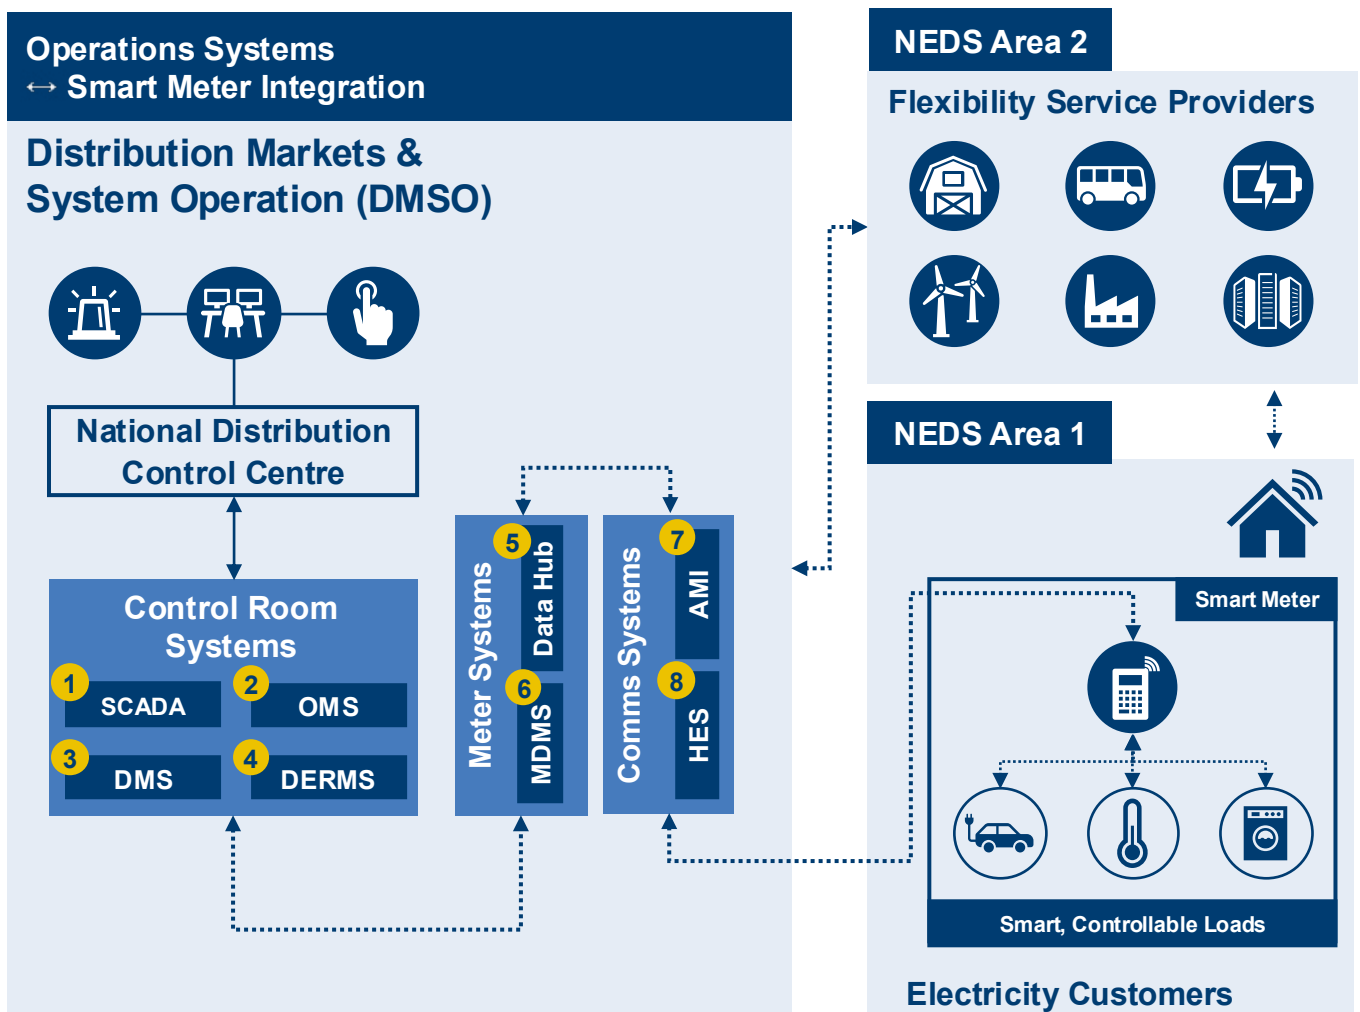 Operations Systems
↔ Smart Meter Integration
Distribution Markets &
System Operation (DMSO)
National Distribution
Control Centre
Control Room
Systems
1
SCADA
2
OMS
3
DMS
4
DERMS
Meter Systems
5
Data Hub
6
MDMS
Comms Systems
7
AMI
8
HES
NEDS Area 2
Flexibility Service Providers
NEDS Area 1
Smart Meter
Smart, Controllable Loads
Electricity Customers